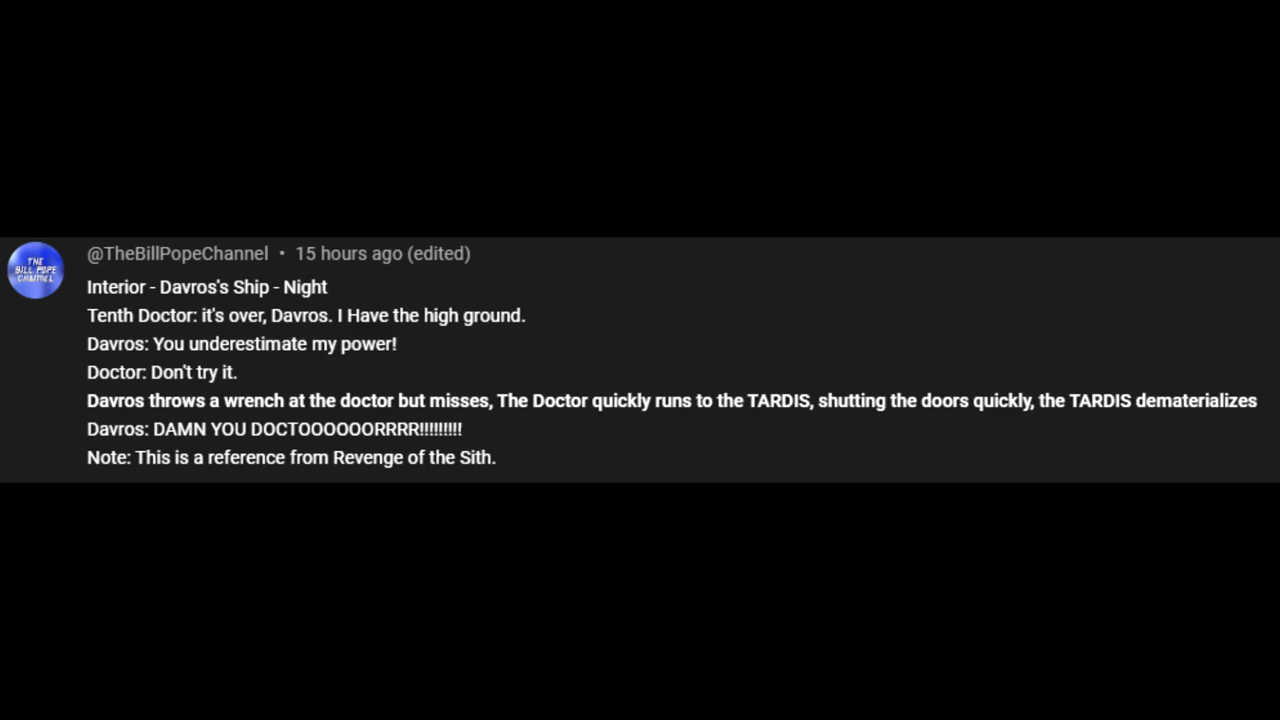 THE
BILL POPE
CHANNEL
@TheBillPopeChannel • 15 hours ago (edited)
Interior - Davros's Ship - Night
Tenth Doctor: it's over, Davros. I Have the high ground.
Davros: You underestimate my power!
Doctor: Don't try it.
Davros throws a wrench at the doctor but misses, The Doctor quickly runs to the TARDIS, shutting the doors quickly, the TARDIS dematerializes
Davros: DAMN YOU DOCTOOOOOORRRR!!!!!!!!!
Note: This is a reference from Revenge of the Sith.